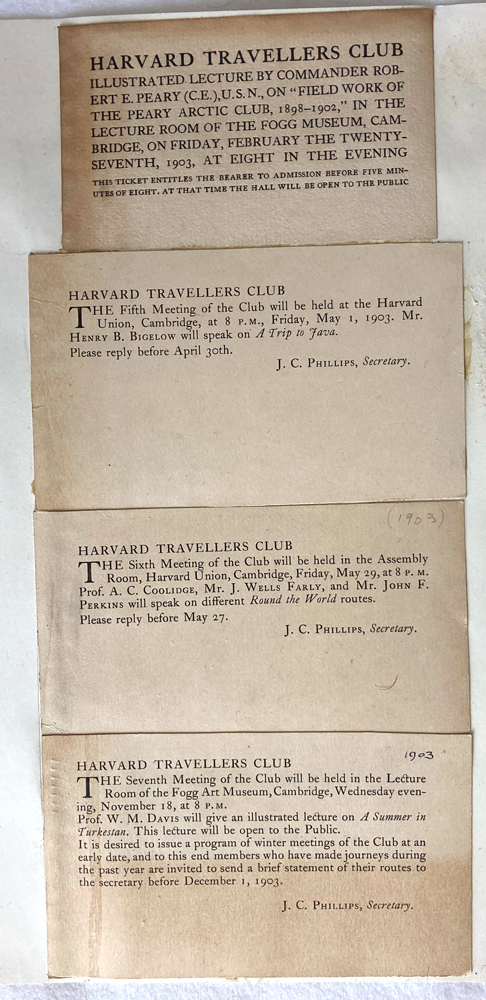 HARVARD TRAVELLERS CLUB
ILLUSTRATED LECTURE BY COMMANDER ROB-
ERT E. PEARY (C.E.), U.S.N., ON "FIELD WORK OF
THE PEARY ARCTIC CLUB, 1898–1902," IN THE
LECTURE ROOM OF THE FOGG MUSEUM, CAM-
BRIDGE, ON FRIDAY, FEBRUARY THE TWENTY-
SEVENTH, 1903, AT EIGHT IN THE EVENING
THIS TICKET ENTITLES THE BEARER TO ADMISSION BEFORE FIVE MIN-
UTES OF EIGHT. AT THAT TIME THE HALL WILL BE OPEN TO THE PUBLIC
HARVARD TRAVELLERS CLUB
THE Fifth Meeting of the Club will be held at the Harvard
Union, Cambridge, at 8 P.M., Friday, May 1, 1903. Mr.
HENRY B. BIGELOW will speak on A Trip to Java.
Please reply before April 30th.
J. C. PHILLIPS, Secretary.
(1903)
HARVARD TRAVELLERS CLUB
THE Sixth Meeting of the Club will be held in the Assembly
Room, Harvard Union, Cambridge, Friday, May 29, at 8 P. M.
Prof. A. C. COOLIDGE, Mr. J. WELLS FARLY, and Mr. JOHN F.
PERKINS will speak on different Round the World routes.
Please reply before May 27.
J. C. PHILLIPS, Secretary.
1903
HARVARD TRAVELLERS CLUB
THE Seventh Meeting of the Club will be held in the Lecture
Room of the Fogg Art Museum, Cambridge, Wednesday even-
ing, November 18, at 8 P.M.
Prof. W. M. DAVIS will give an illustrated lecture on A Summer in
Turkestan. This lecture will be open to the Public.
It is desired to issue a program of winter meetings of the Club at an
early date, and to this end members who have made journeys during
the past year are invited to send a brief statement of their routes to
the secretary before December 1, 1903.
J. C. PHILLIPS, Secretary.